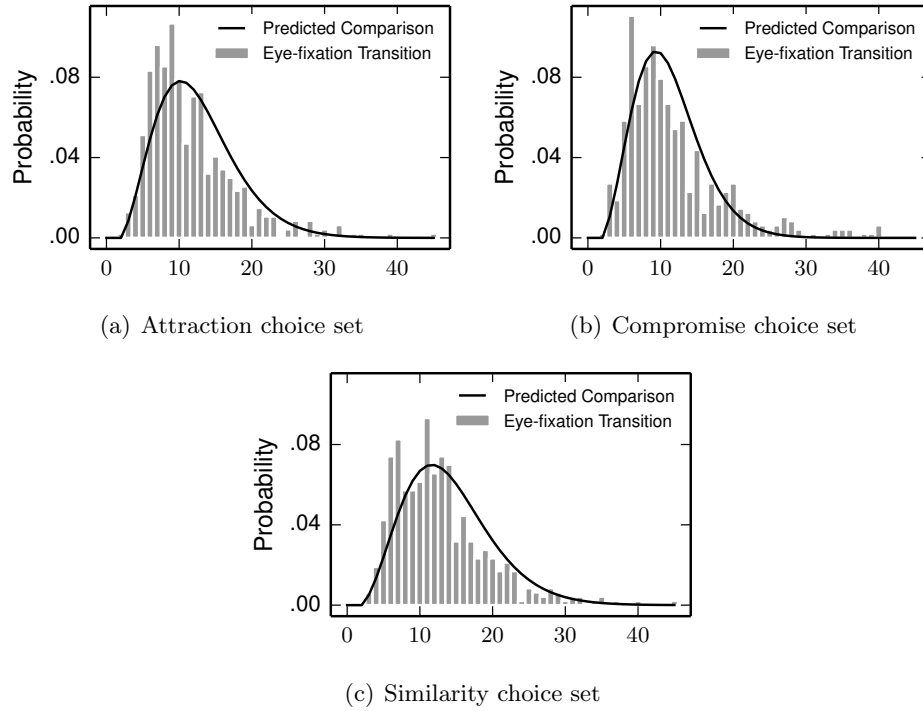 Probability
.08
.04
.00
Predicted Comparison
Eye-fixation Transition
0 10 20 30 40
(a) Attraction choice set
Probability
.08
.04
.00
Predicted Comparison
Eye-fixation Transition
0 10 20 30 40
(b) Compromise choice set
Probability
.08
.04
.00
Predicted Comparison
Eye-fixation Transition
0 10 20 30 40
(c) Similarity choice set